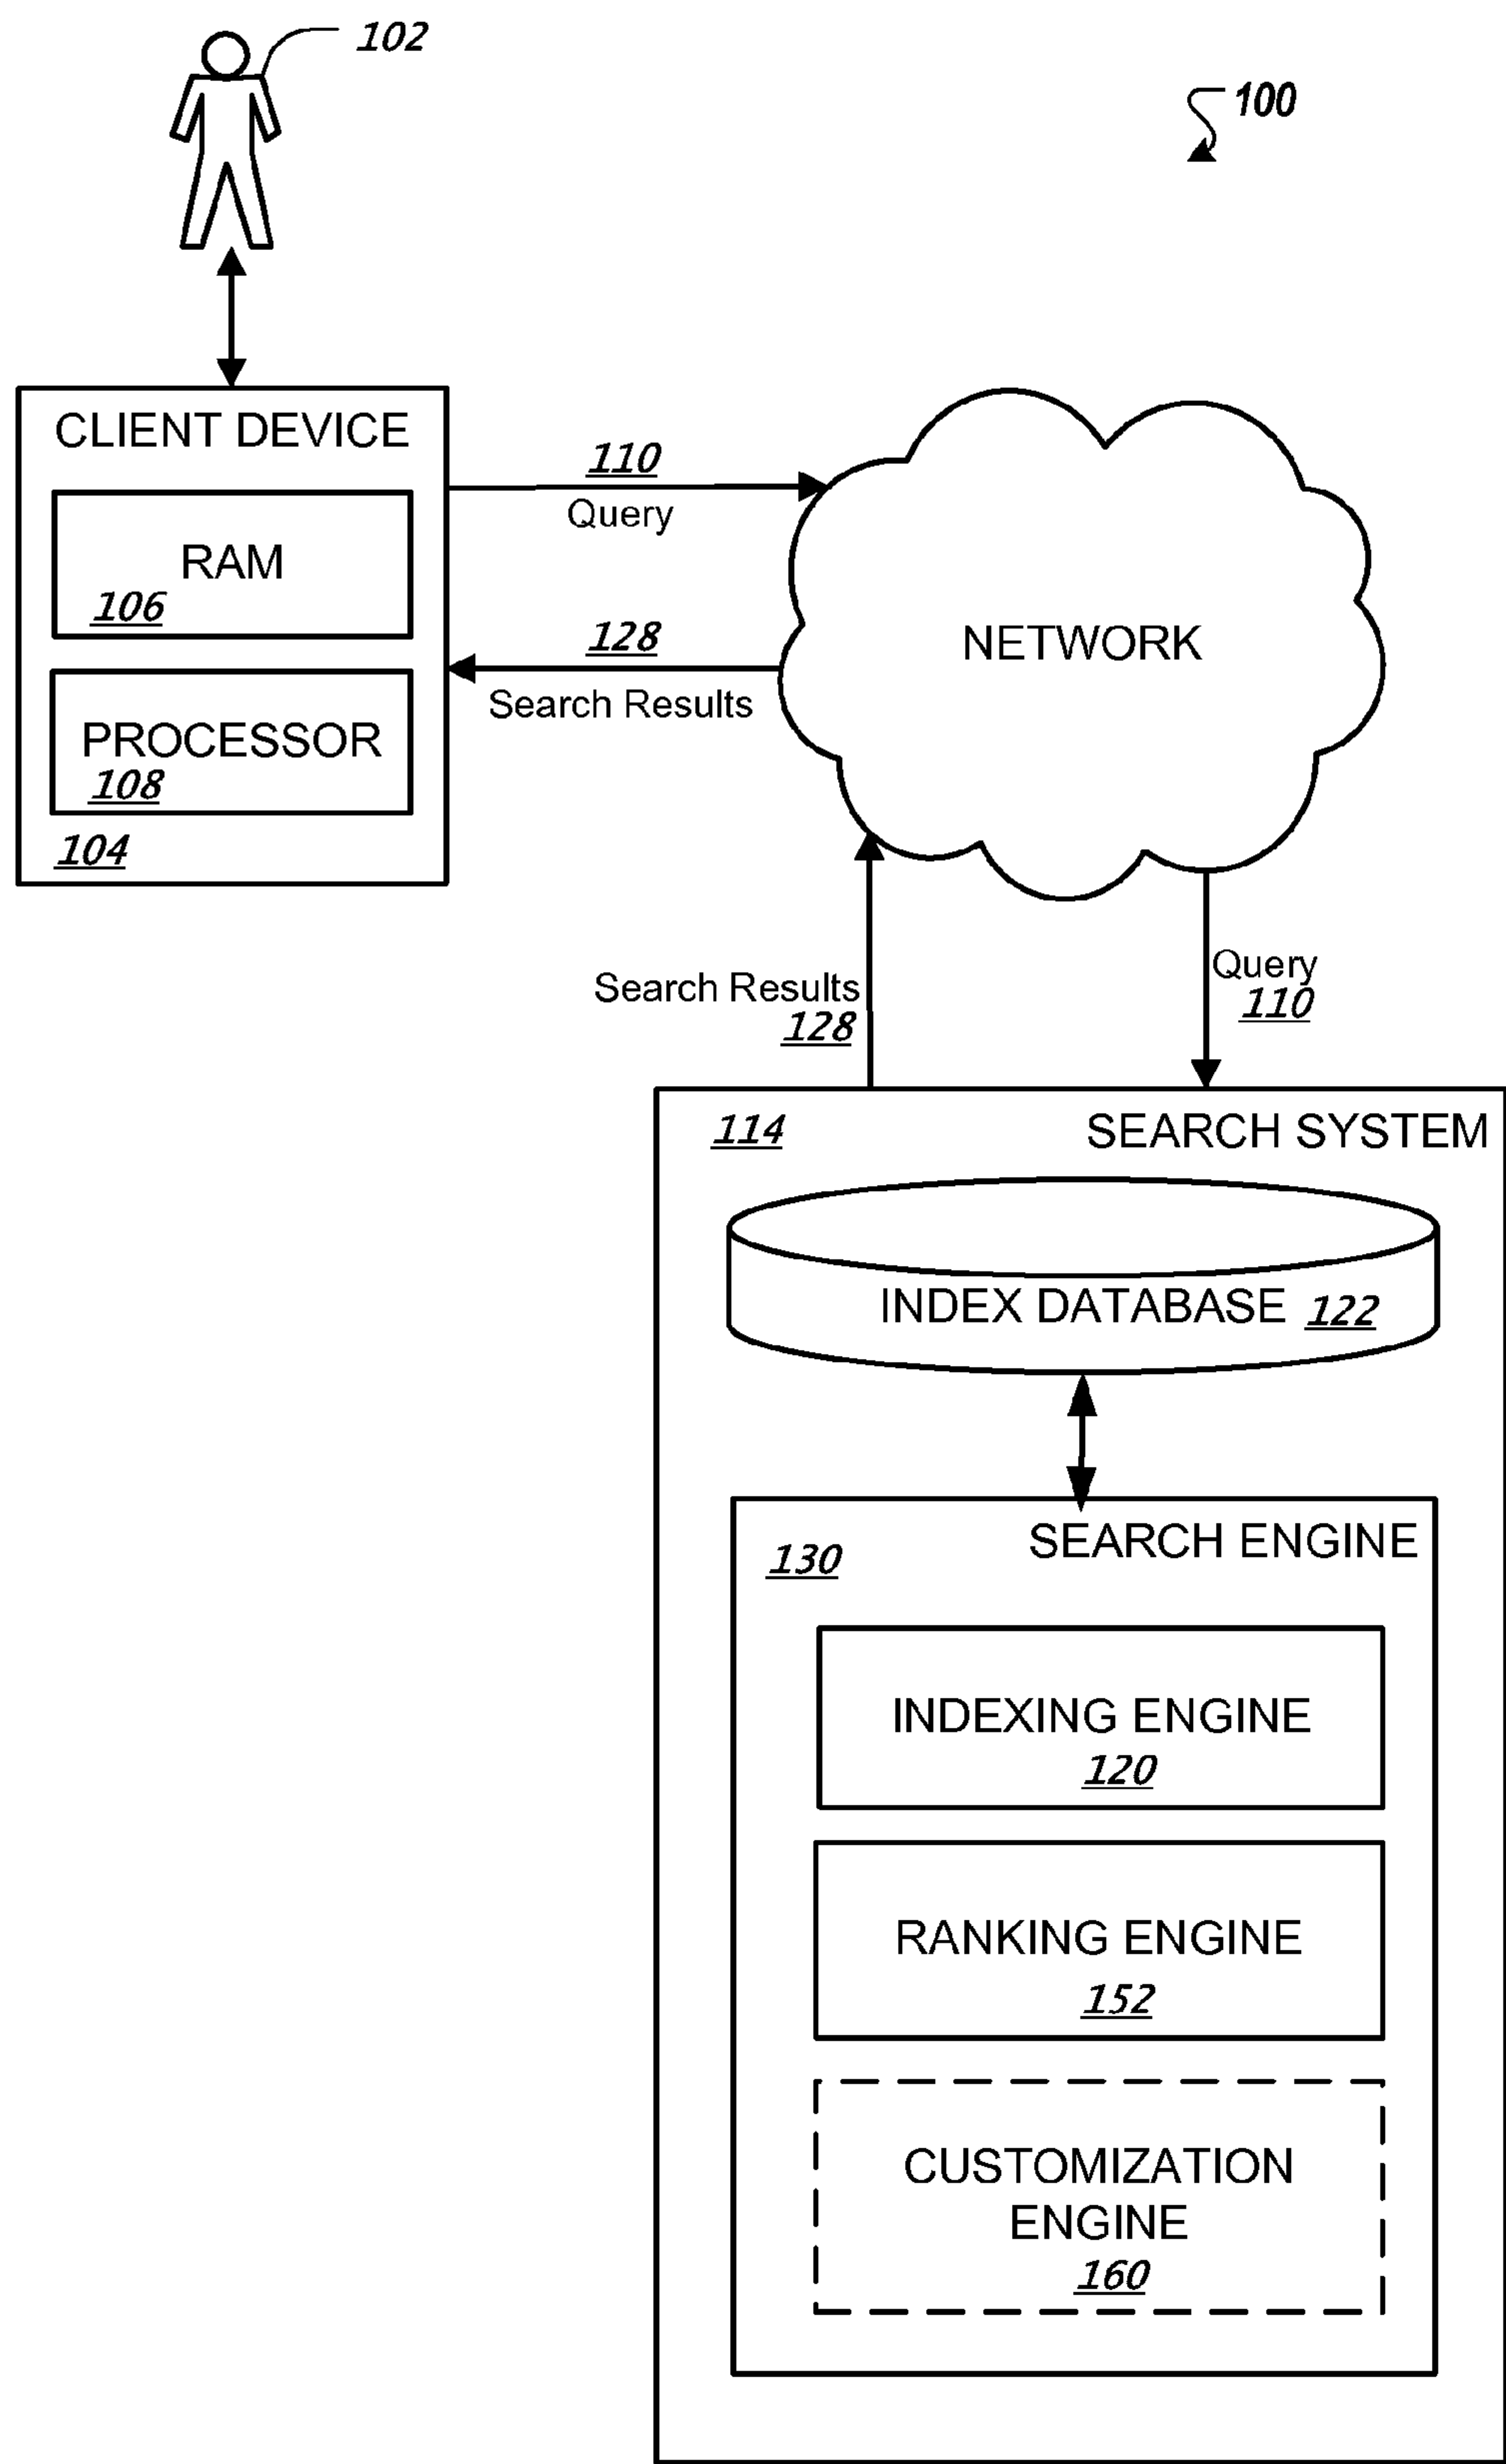 102
100
CLIENT DEVICE
RAM
106
PROCESSOR
108
104
110
Query
128
Search Results
NETWORK
Search Results
128
Query
110
114
SEARCH SYSTEM
INDEX DATABASE 122
130
SEARCH ENGINE
INDEXING ENGINE
120
RANKING ENGINE
152
CUSTOMIZATION
ENGINE
160